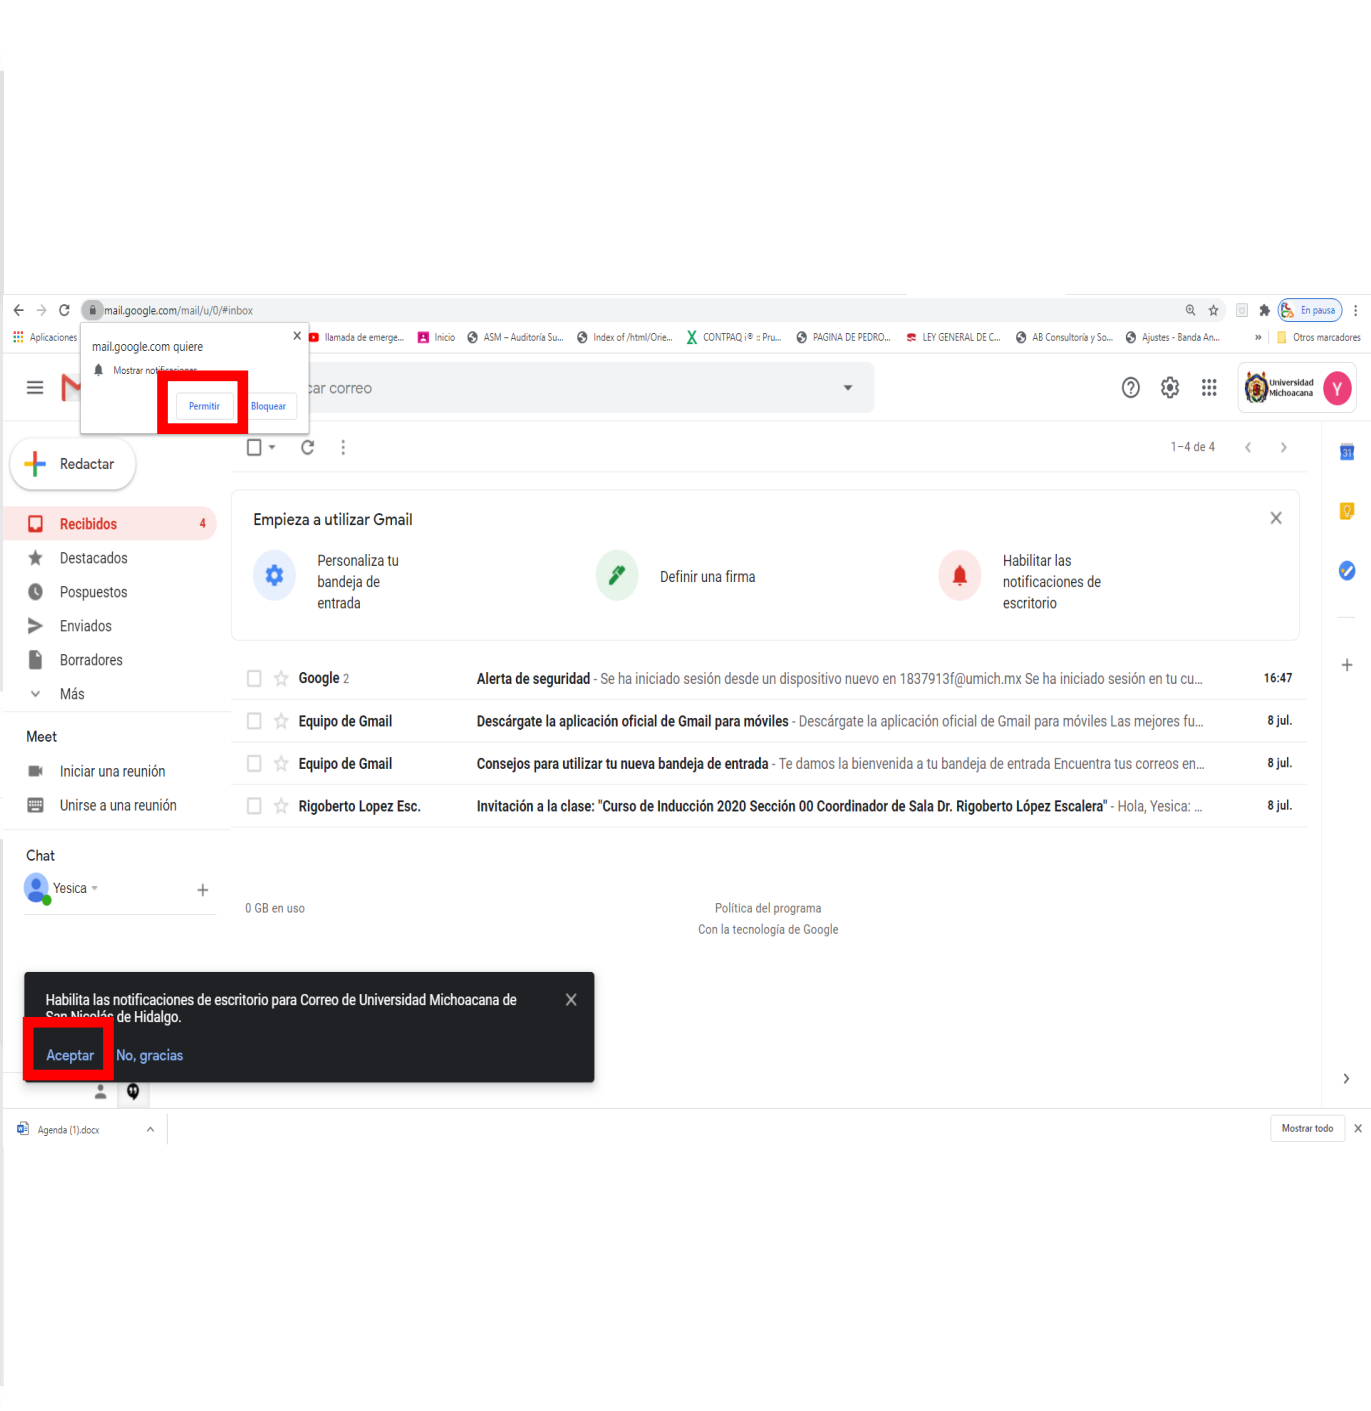 mail.google.com/mail/u/0/#inbox
En pausa
Aplicaciones
llamada de emerge...
Inicio
ASM – Auditoría Su...
Index of /html/Orie...
CONTPAQ i® :: Pru...
PAGINA DE PEDRO...
LEY GENERAL DE C...
AB Consultoría y So...
Ajustes - Banda An...
»
Otros marcadores
mail.google.com quiere
Mostrar notificaciones
Permitir
Bloquear
car correo
Universidad
Michoacana
Y
Redactar
1–4 de 4
31
Recibidos 4
Destacados
Pospuestos
Enviados
Borradores
Más
Meet
Iniciar una reunión
Unirse a una reunión
Chat
Yesica
Empieza a utilizar Gmail
Personaliza tu
bandeja de
entrada
Definir una firma
Habilitar las
notificaciones de
escritorio
Google 2 Alerta de seguridad - Se ha iniciado sesión desde un dispositivo nuevo en 1837913f@umich.mx Se ha iniciado sesión en tu cu... 16:47
Equipo de Gmail Descárgate la aplicación oficial de Gmail para móviles - Descárgate la aplicación oficial de Gmail para móviles Las mejores fu... 8 jul.
Equipo de Gmail Consejos para utilizar tu nueva bandeja de entrada - Te damos la bienvenida a tu bandeja de entrada Encuentra tus correos en... 8 jul.
Rigoberto Lopez Esc. Invitación a la clase: "Curso de Inducción 2020 Sección 00 Coordinador de Sala Dr. Rigoberto López Escalera" - Hola, Yesica: ... 8 jul.
0 GB en uso
Política del programa
Con la tecnología de Google
Habilita las notificaciones de escritorio para Correo de Universidad Michoacana de
San Nicolás de Hidalgo.
Aceptar
No, gracias
Agenda (1).docx
Mostrar todo